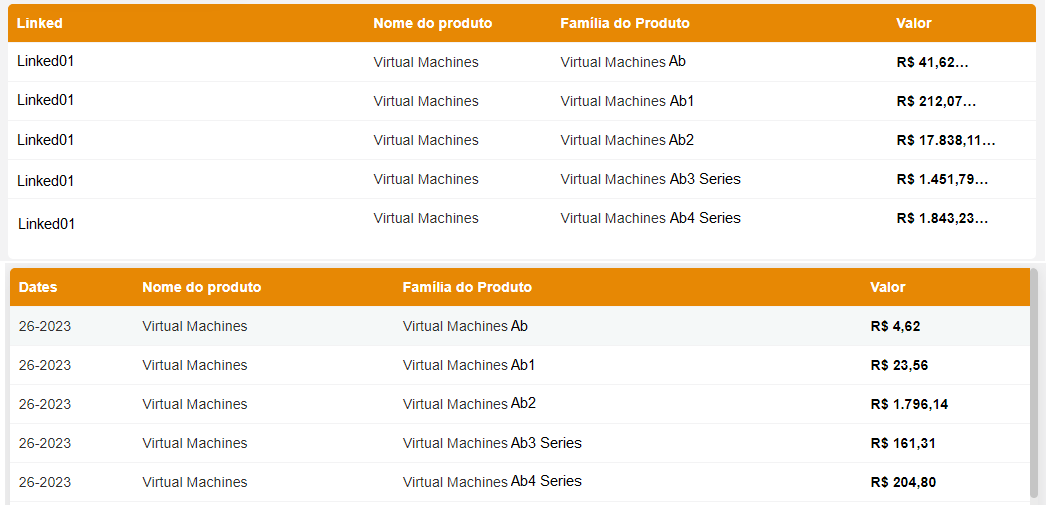 Linked Nome do produto Família do Produto Valor
Linked01 Virtual Machines Virtual Machines Ab R$ 41,62...
Linked01 Virtual Machines Virtual Machines Ab1 R$ 212,07...
Linked01 Virtual Machines Virtual Machines Ab2 R$ 17.838,11...
Linked01 Virtual Machines Virtual Machines Ab3 Series R$ 1.451,79...
Linked01 Virtual Machines Virtual Machines Ab4 Series R$ 1.843,23...
Dates Nome do produto Família do Produto Valor
26-2023 Virtual Machines Virtual Machines Ab R$ 4,62
26-2023 Virtual Machines Virtual Machines Ab1 R$ 23,56
26-2023 Virtual Machines Virtual Machines Ab2 R$ 1.796,14
26-2023 Virtual Machines Virtual Machines Ab3 Series R$ 161,31
26-2023 Virtual Machines Virtual Machines Ab4 Series R$ 204,80